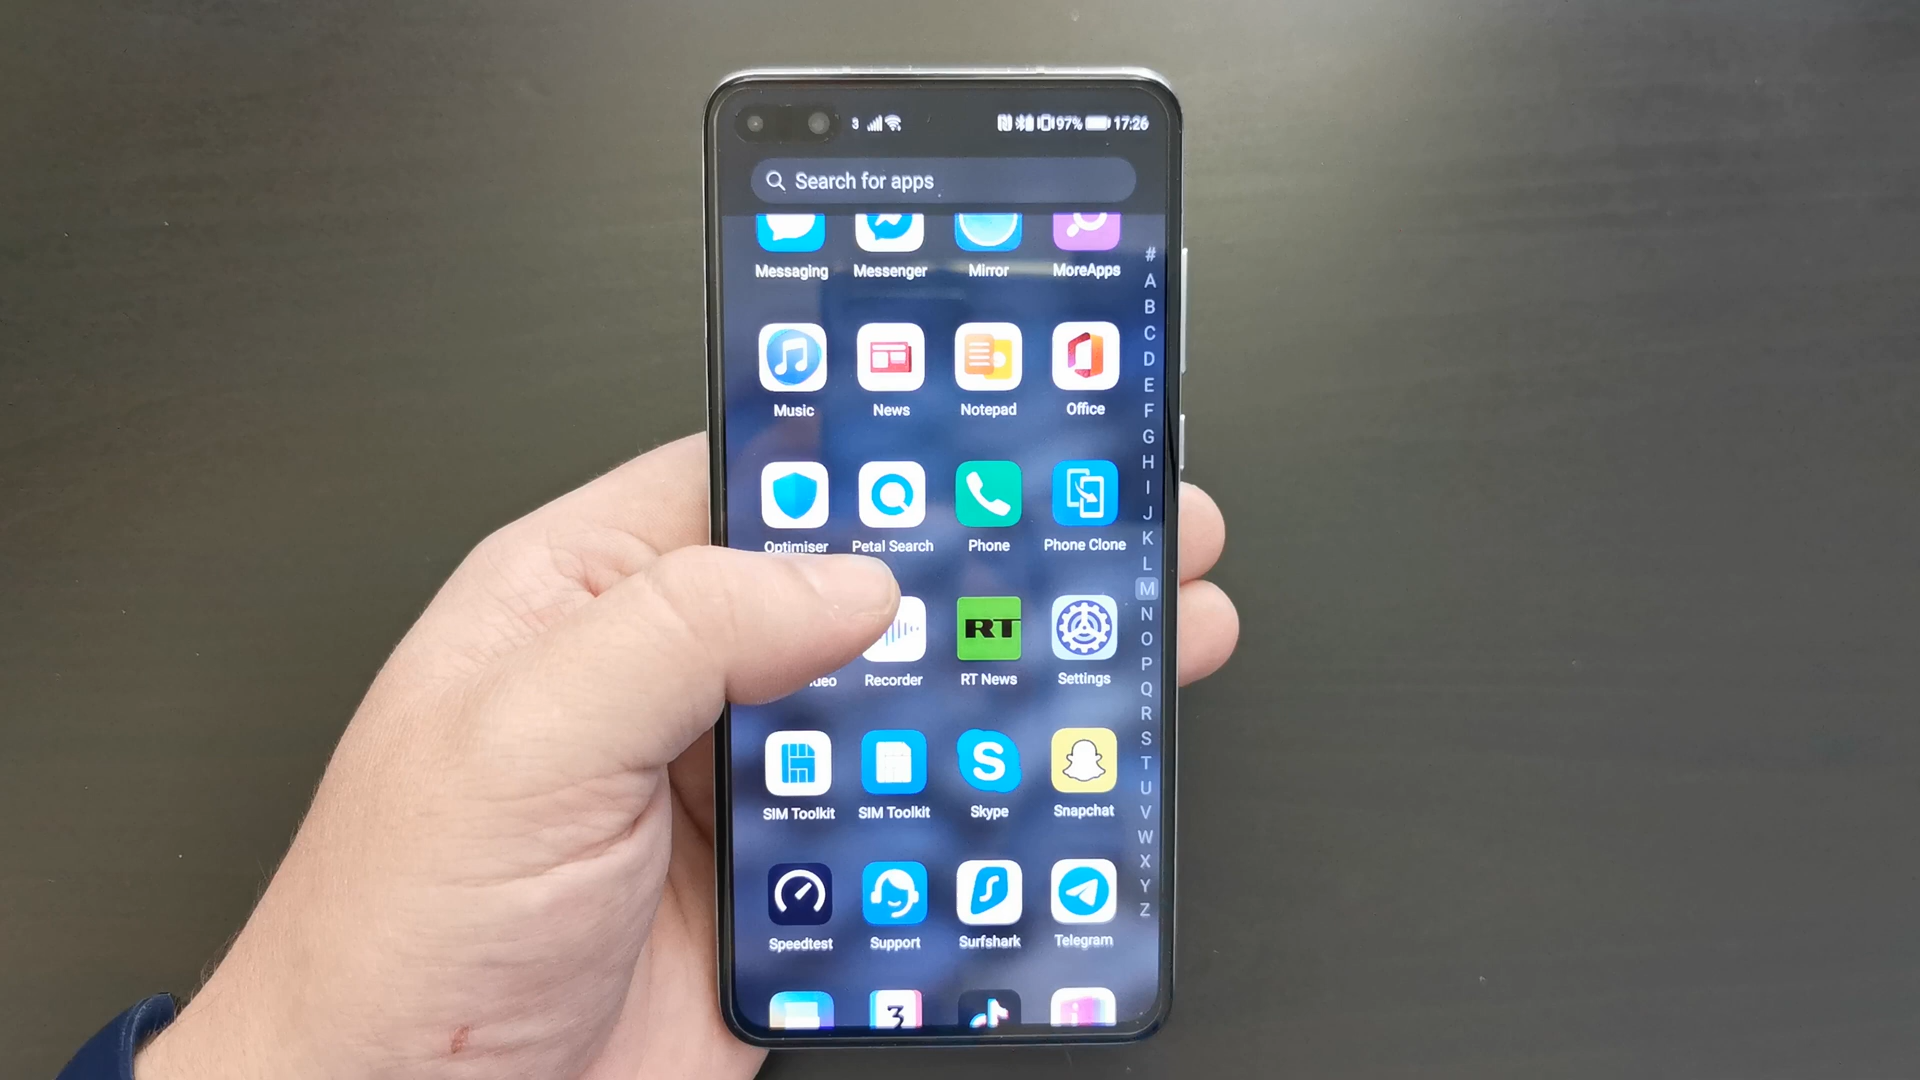 3 97% 17:26
Search for apps
Messaging Messenger Mirror MoreApps
#
A
B
Music News Notepad Office
C
D
E
F
G
H
Optimiser Petal Search Phone Phone Clone
I
J
K
L
M
N
RT
O
P
Recorder RT News Settings
Q
R
S
T
U
SIM Toolkit SIM Toolkit Skype Snapchat
V
W
X
Y
Z
Speedtest Support Surfshark Telegram
3